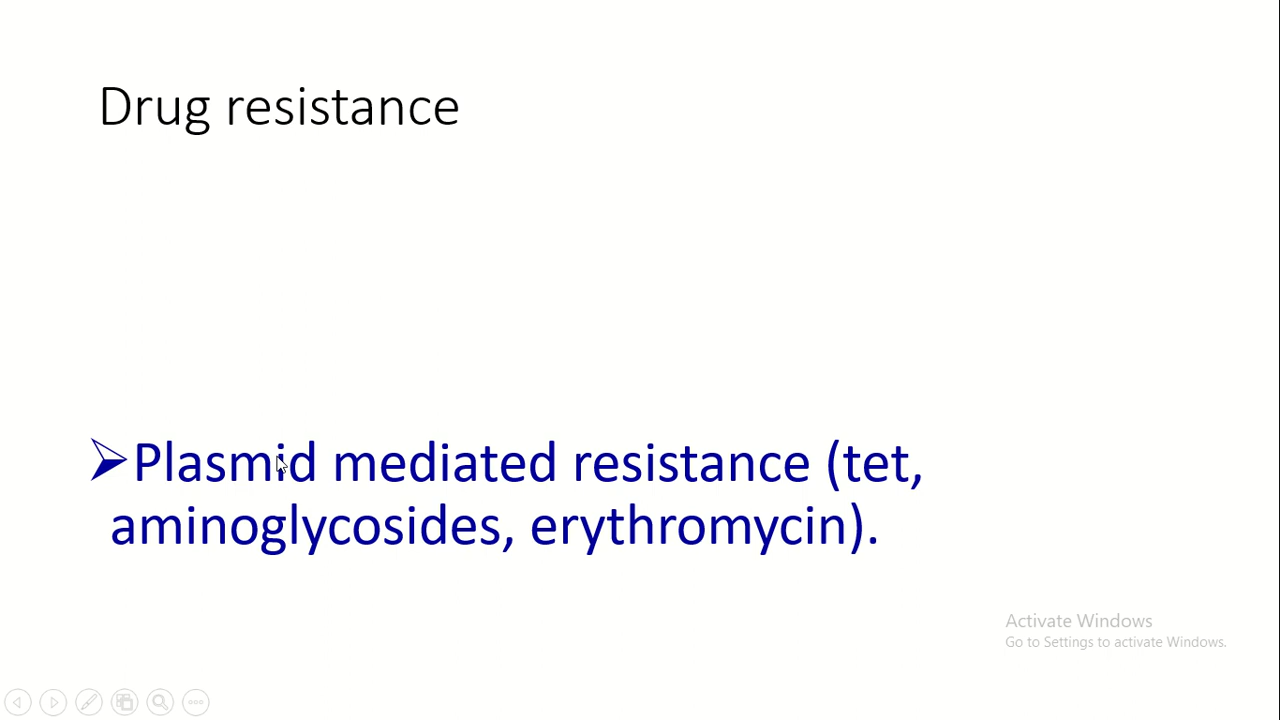 Drug resistance
➢Plasmid mediated resistance (tet,
aminoglycosides, erythromycin).
Activate Windows
Go to Settings to activate Windows.